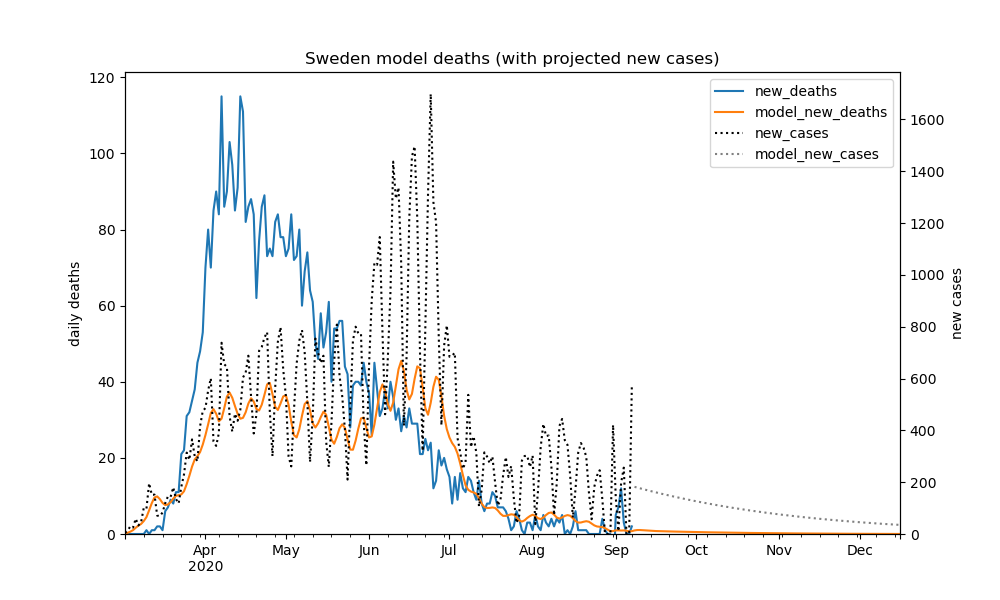 Sweden model deaths (with projected new cases)
120
100
80
60
40
20
0
daily deaths
1600
1400
1200
1000
800
600
400
200
0
new cases
new_deaths
model_new_deaths
new_cases
model_new_cases
Apr
2020
May
Jun
Jul
Aug
Sep
Oct
Nov
Dec